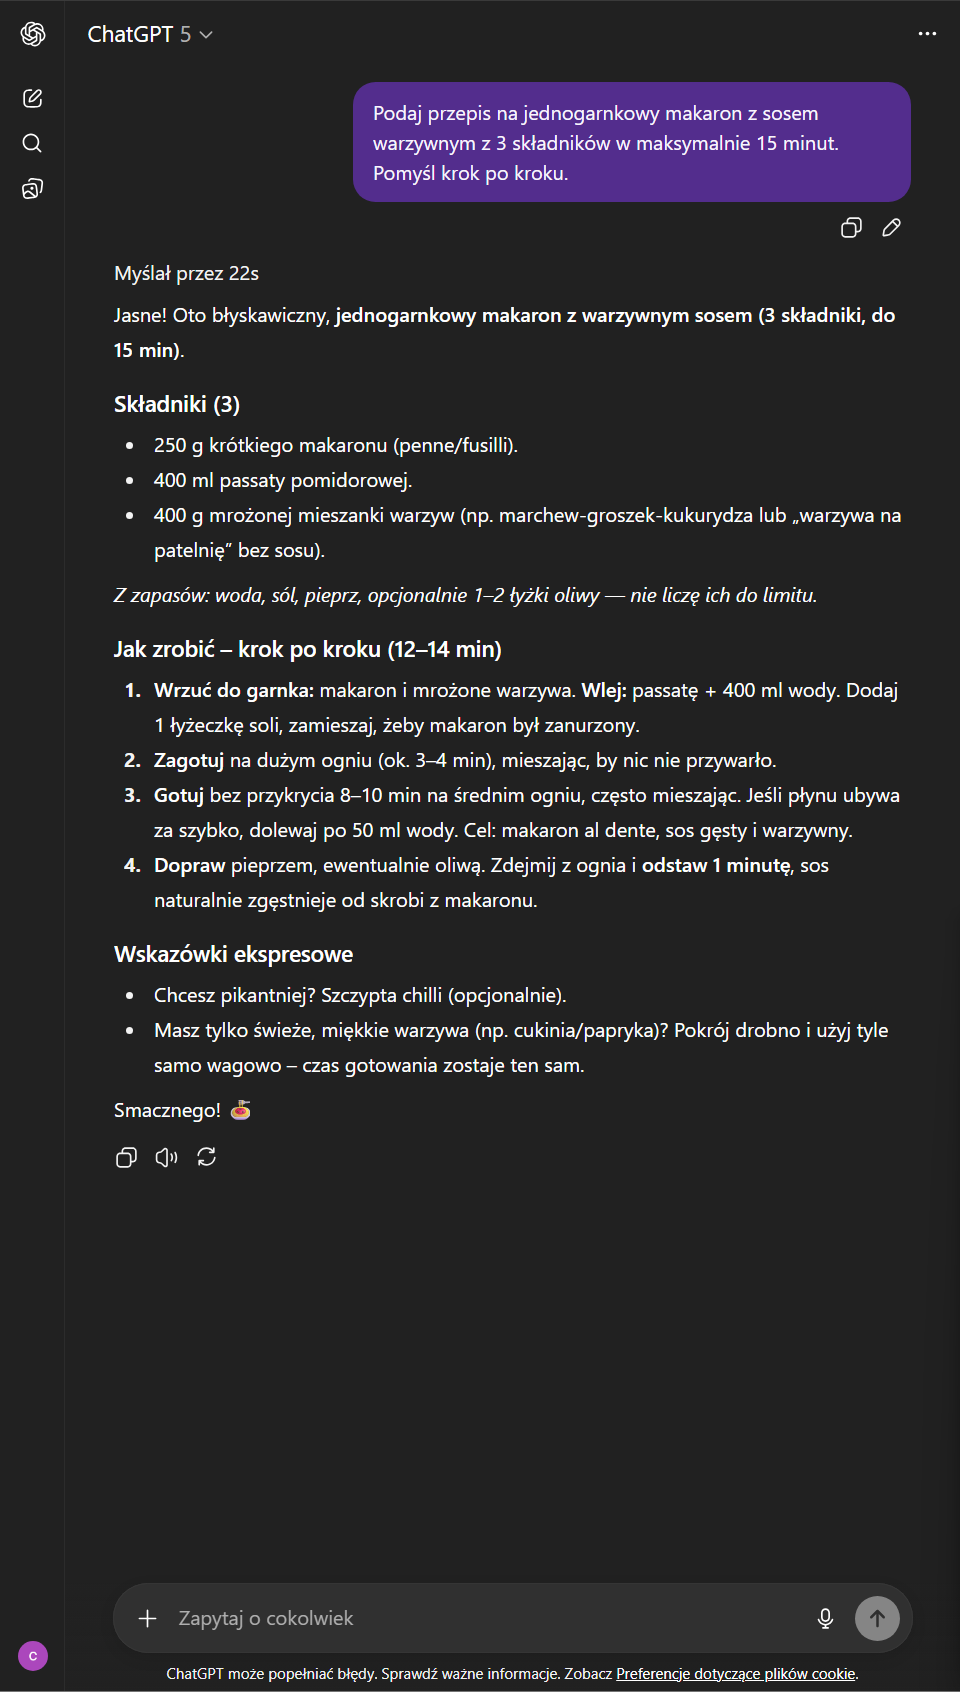 ChatGPT 5
Podaj przepis na jednogarnkowy makaron z sosem
warzywnym z 3 składników w maksymalnie 15 minut.
Pomyśl krok po kroku.
Myślał przez 22s
Jasne! Oto błyskawiczny, jednogarnkowy makaron z warzywnym sosem (3 składniki, do
15 min).
Składniki (3)
• 250 g krótkiego makaronu (penne/fusilli).
• 400 ml passaty pomidorowej.
• 400 g mrożonej mieszanki warzyw (np. marchew-groszek-kukurydza lub „warzywa na
patelnię” bez sosu).
Z zapasów: woda, sól, pieprz, opcjonalnie 1–2 łyżki oliwy — nie liczę ich do limitu.
Jak zrobić – krok po kroku (12–14 min)
1. Wrzuć do garnka: makaron i mrożone warzywa. Wlej: passatę + 400 ml wody. Dodaj
1 łyżeczkę soli, zamieszaj, żeby makaron był zanurzony.
2. Zagotuj na dużym ogniu (ok. 3–4 min), mieszając, by nic nie przywarło.
3. Gotuj bez przykrycia 8–10 min na średnim ogniu, często mieszając. Jeśli płynu ubywa
za szybko, dolewaj po 50 ml wody. Cel: makaron al dente, sos gęsty i warzywny.
4. Dopraw pieprzem, ewentualnie oliwą. Zdejmij z ognia i odstaw 1 minutę, sos
naturalnie zgęstnieje od skrobi z makaronu.
Wskazówki ekspresowe
• Chcesz pikantniej? Szczypta chilli (opcjonalnie).
• Masz tylko świeże, miękkie warzywa (np. cukinia/papryka)? Pokrój drobno i użyj tyle
samo wagowo – czas gotowania zostaje ten sam.
Smacznego! 🍝
Zapytaj o cokolwiek
C
ChatGPT może popełniać błędy. Sprawdź ważne informacje. Zobacz Preferencje dotyczące plików cookie.